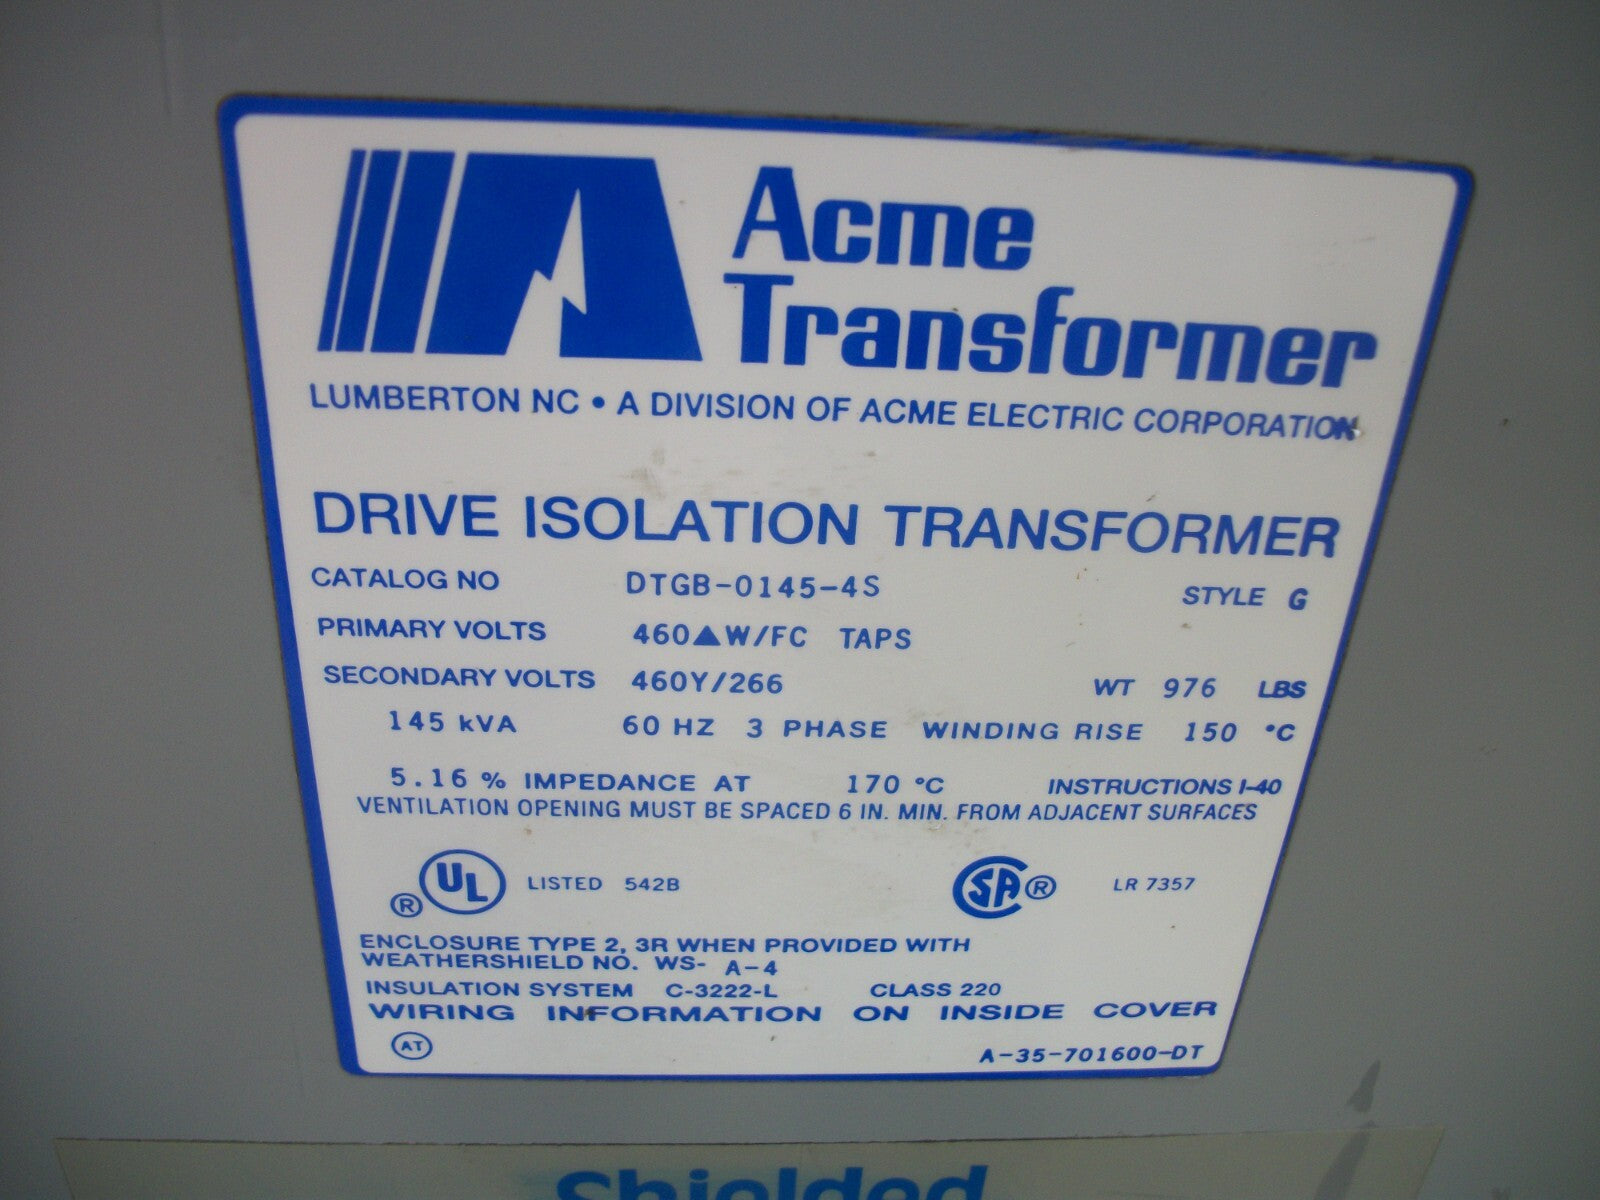 Acme
Transformer
LUMBERTON NC • A DIVISION OF ACME ELECTRIC CORPORATION
DRIVE ISOLATION TRANSFORMER
CATALOG NO DTGB-0145-4S STYLE G
PRIMARY VOLTS 460▲W/FC TAPS
SECONDARY VOLTS 460Y/266 WT 976 LBS
145 kVA 60 HZ 3 PHASE WINDING RISE 150 °C
5.16 % IMPEDANCE AT 170 °C INSTRUCTIONS I-40
VENTILATION OPENING MUST BE SPACED 6 IN. MIN. FROM ADJACENT SURFACES
® UL LISTED 542B SA ® LR 7357
ENCLOSURE TYPE 2, 3R WHEN PROVIDED WITH
WEATHERSHIELD NO. WS- A-4
INSULATION SYSTEM C-3222-L CLASS 220
WIRING INFORMATION ON INSIDE COVER
AT A-35-701600-DT
Shielded